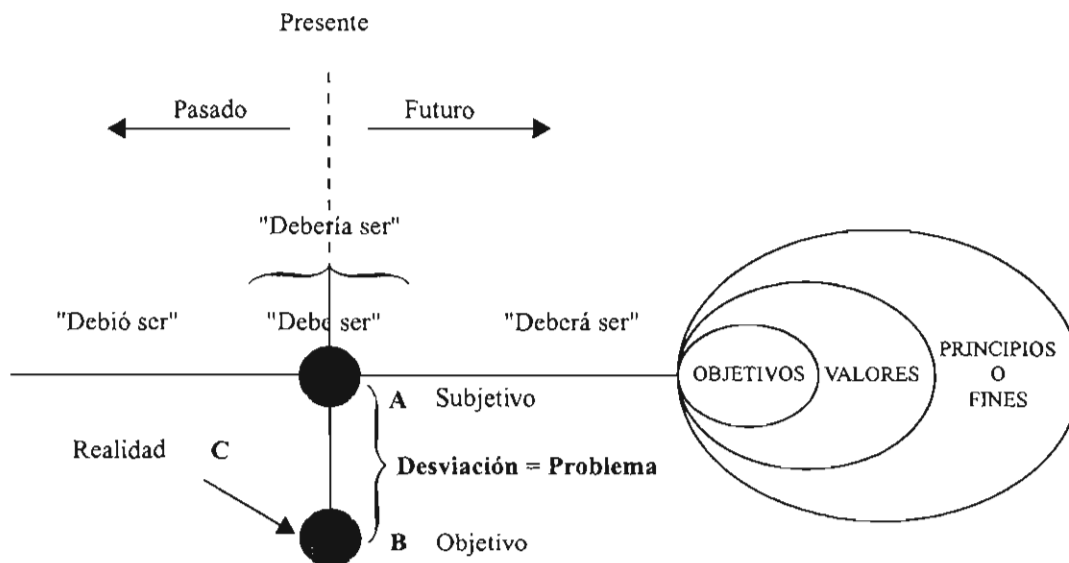 Presente
Pasado
Futuro
"Debería ser"
"Debió ser"
"Debe ser"
"Deberá ser"
OBJETIVOS
VALORES
PRINCIPIOS
O
FINES
A Subjetivo
Realidad C
Desviación = Problema
B Objetivo